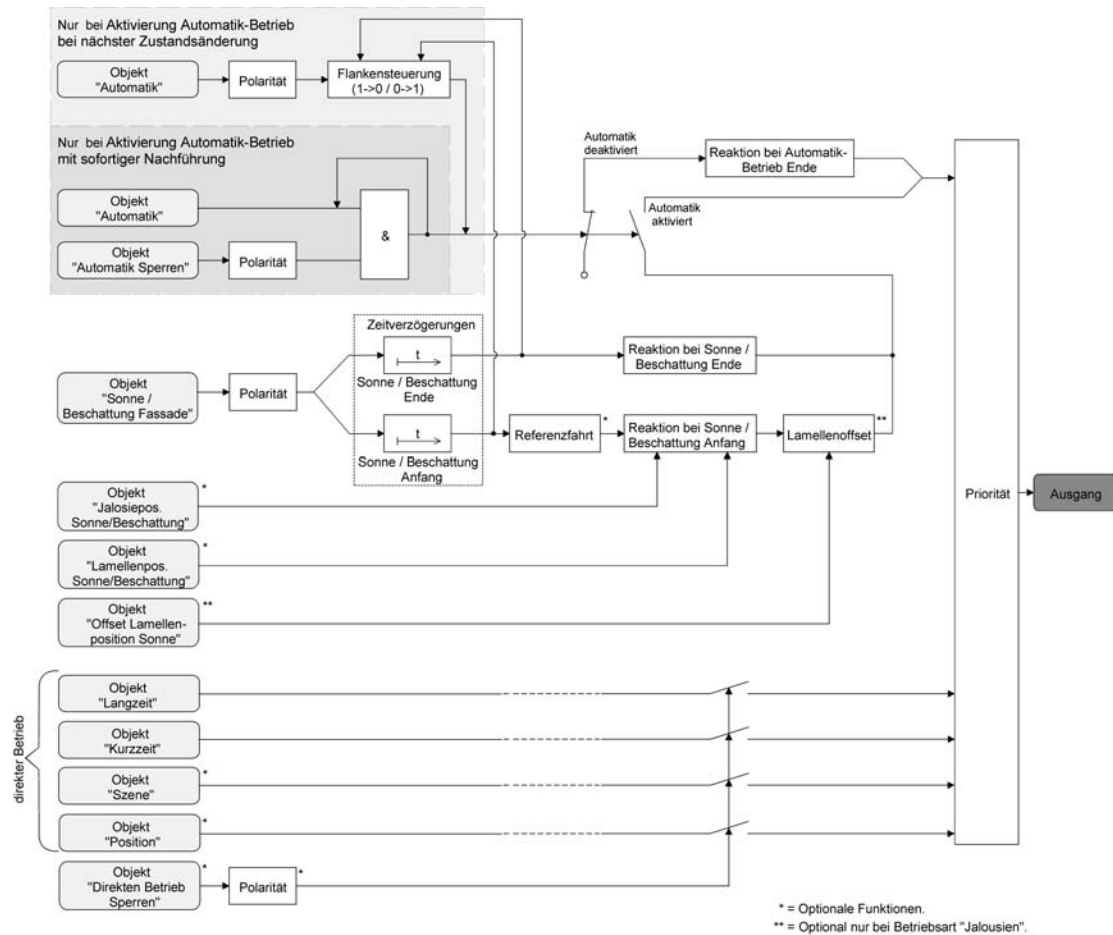 Nur bei Aktivierung Automatik-Betrieb
bei nächster Zustandsänderung
Objekt
"Automatik"
Polarität
Flankensteuerung
(1->0 / 0->1)
Nur bei Aktivierung Automatik-Betrieb
mit sofortiger Nachführung
Objekt
"Automatik"
Objekt
"Automatik Sperren"
Polarität
&
Automatik
deaktiviert
Reaktion bei Automatik-
Betrieb Ende
Automatik
aktiviert
Zeitverzögerungen
t
Sonne / Beschattung
Ende
Reaktion bei Sonne /
Beschattung Ende
Objekt
"Sonne /
Beschattung Fassade"
Polarität
t
Sonne / Beschattung
Anfang
Referenzfahrt
*
Reaktion bei Sonne /
Beschattung Anfang
Lamellenoffset
**
Objekt
"Jalosiepos.
Sonne/Beschattung"
*
Objekt
"Lamellenpos.
Sonne/Beschattung"
*
Objekt
"Offset Lamellen-
position Sonne"
**
Priorität
Ausgang
direkter Betrieb
Objekt
"Langzeit"
Objekt
"Kurzzeit"
Objekt
"Szene"
*
Objekt
"Position"
*
Objekt
"Direkten Betrieb
Sperren"
*
Polarität
*
* = Optionale Funktionen.
** = Optional nur bei Betriebsart "Jalousien".